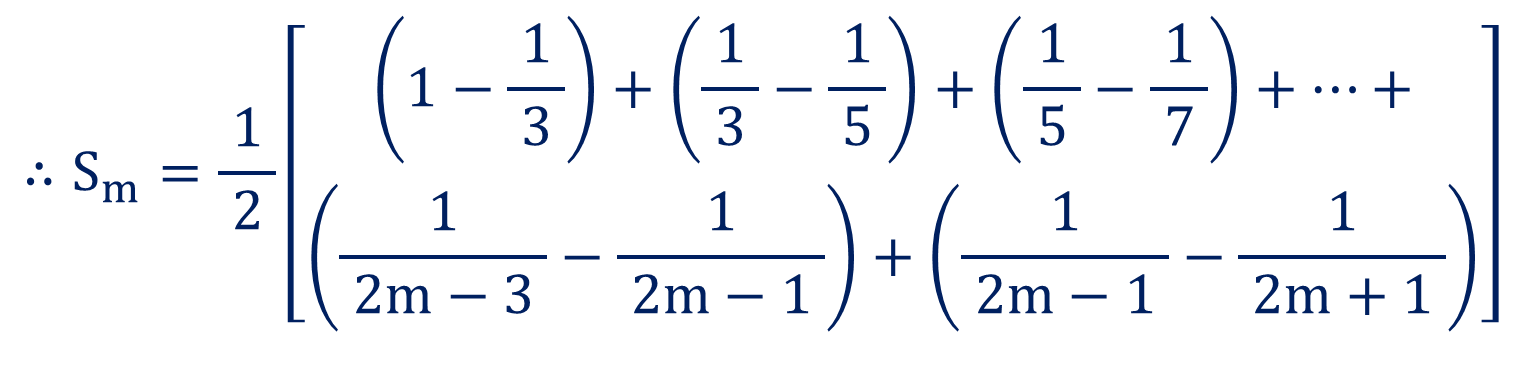 ∴ Sₘ = 1/2 [ (1 − 1/3) + (1/3 − 1/5) + (1/5 − 1/7) + ⋯ +
(1/(2m − 3) − 1/(2m − 1)) + (1/(2m − 1) − 1/(2m + 1)) ]